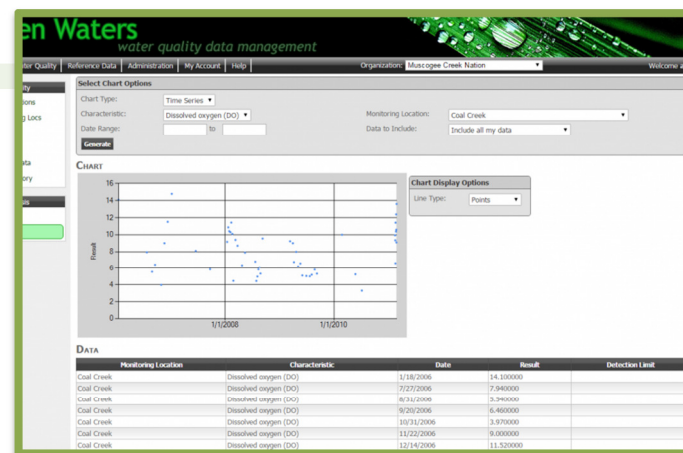 en Waters
water quality data management
ter Quality Reference Data Administration My Account Help Organization: Muscogee Creek Nation Welcome a
Select Chart Options
Chart Type: Time Series
Characteristic: Dissolved oxygen (DO) Monitoring Location: Coal Creek
Date Range: to Data to Include: Include all my data
Generate
CHART
Chart Display Options
Line Type: Points
16
14
12
10
8
6
4
2
0
Result
1/1/2008 1/1/2010
DATA
Monitoring Location Characteristic Date Result Detection Limit
Coal Creek Dissolved oxygen (DO) 1/18/2006 14.100000
Coal Creek Dissolved oxygen (DO) 7/27/2006 7.940000
Coal Creek Dissolved oxygen (DO) 8/31/2006 5.540000
Coal Creek Dissolved oxygen (DO) 9/20/2006 6.460000
Coal Creek Dissolved oxygen (DO) 10/31/2006 3.970000
Coal Creek Dissolved oxygen (DO) 11/22/2006 9.000000
Coal Creek Dissolved oxygen (DO) 12/14/2006 11.520000